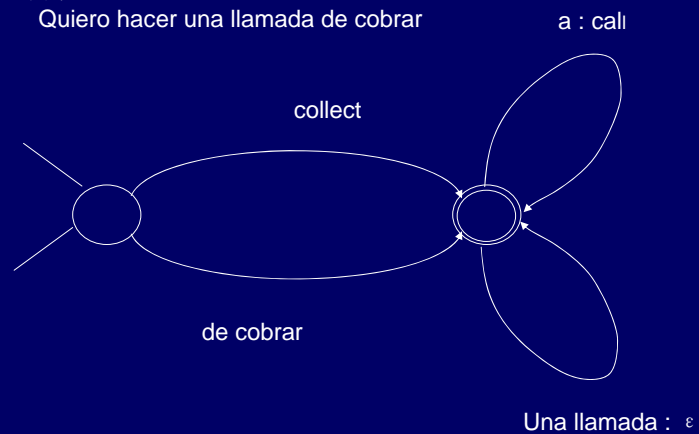 Quiero hacer una llamada de cobrar
a : call
collect
de cobrar
Una llamada : ε